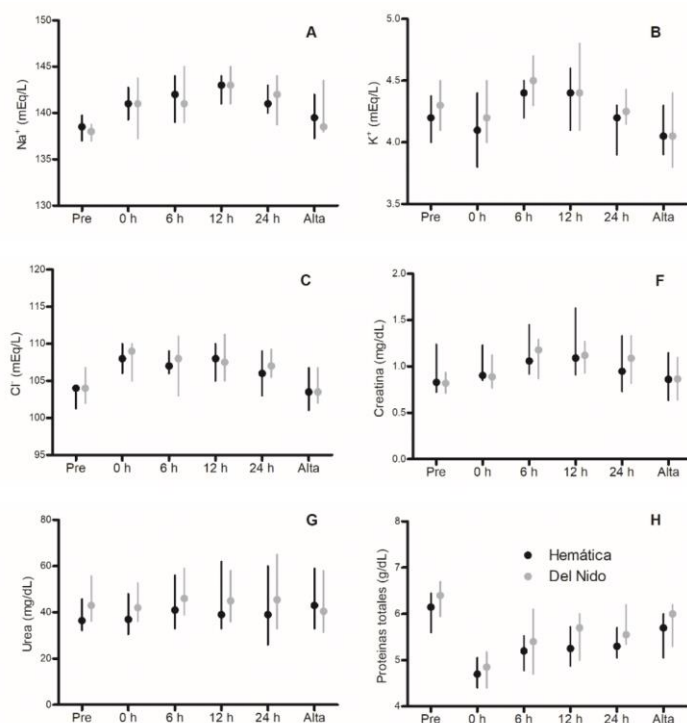 A
Na+ (mEq/L)
150
145
140
135
130
Pre 0 h 6 h 12 h 24 h Alta
B
K+ (mEq/L)
5.0
4.5
4.0
3.5
Pre 0 h 6 h 12 h 24 h Alta
C
Cl- (mEq/L)
120
115
110
105
100
95
Pre 0 h 6 h 12 h 24 h Alta
F
Creatina (mg/dL)
2.0
1.5
1.0
0.5
0.0
Pre 0 h 6 h 12 h 24 h Alta
G
Urea (mg/dL)
80
60
40
20
0
Pre 0 h 6 h 12 h 24 h Alta
H
Proteinas totales (g/dL)
8
7
6
5
4
Hemática
Del Nido
Pre 0 h 6 h 12 h 24 h Alta